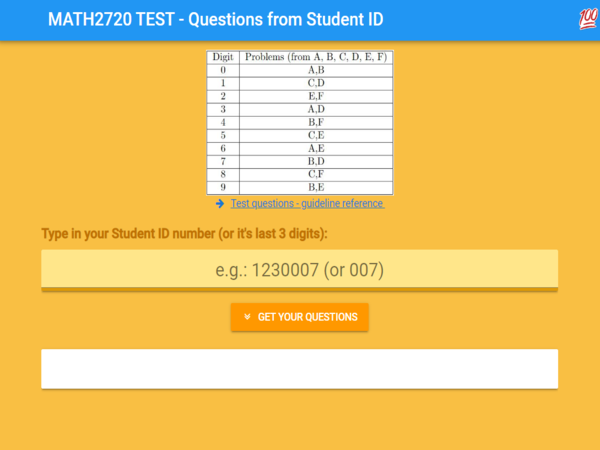 MATH2720 TEST - Questions from Student ID
💯
Digit Problems (from A, B, C, D, E, F)
0 A,B
1 C,D
2 E,F
3 A,D
4 B,F
5 C,E
6 A,E
7 B,D
8 C,F
9 B,E
Test questions - guideline reference
Type in your Student ID number (or it's last 3 digits):
e.g.: 1230007 (or 007)
GET YOUR QUESTIONS